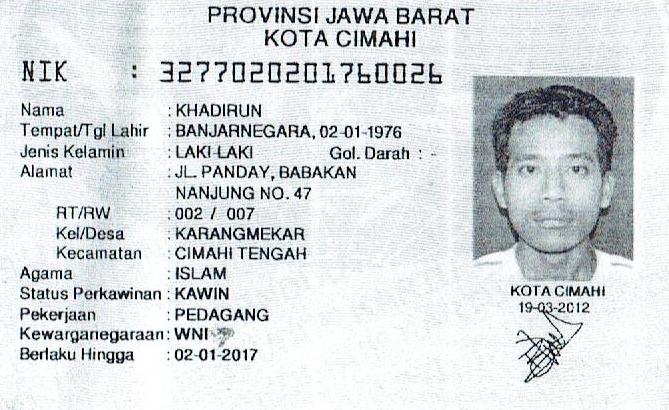 PROVINSI JAWA BARAT
KOTA CIMAHI
NIK : 3277020201760026
Nama : KHADIRUN
Tempat/Tgl Lahir : BANJARNEGARA, 02-01-1976
Jenis Kelamin : LAKI-LAKI Gol. Darah : -
Alamat : JL. PANDAY, BABAKAN
NANJUNG NO. 47
RT/RW : 002 / 007
Kel/Desa : KARANGMEKAR
Kecamatan : CIMAHI TENGAH
Agama : ISLAM
Status Perkawinan : KAWIN
Pekerjaan : PEDAGANG
Kewarganegaraan : WNI
Berlaku Hingga : 02-01-2017
KOTA CIMAHI
19-03-2012